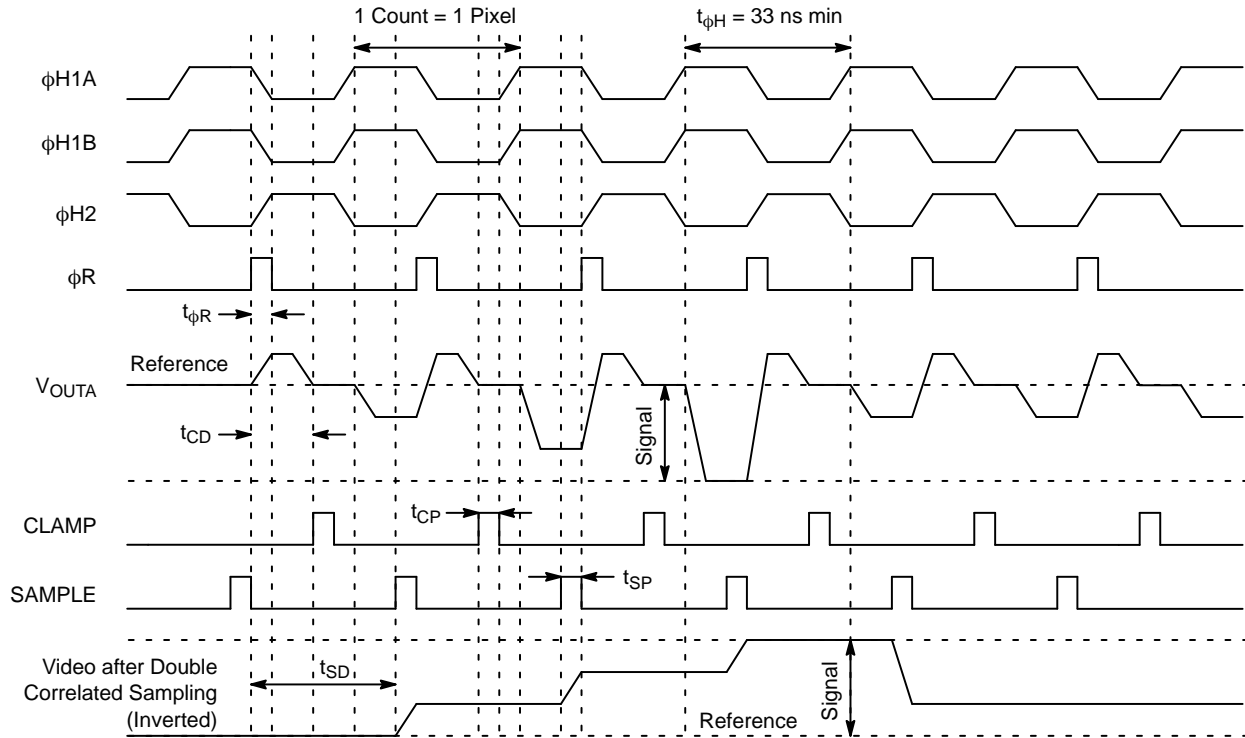 1 Count = 1 Pixel
tϕH = 33 ns min
ϕH1A
ϕH1B
ϕH2
ϕR
tϕR
Reference
VOUTA
tCD
Signal
tCP
CLAMP
tSP
SAMPLE
Video after Double
Correlated Sampling
(Inverted)
tSD
Reference
Signal